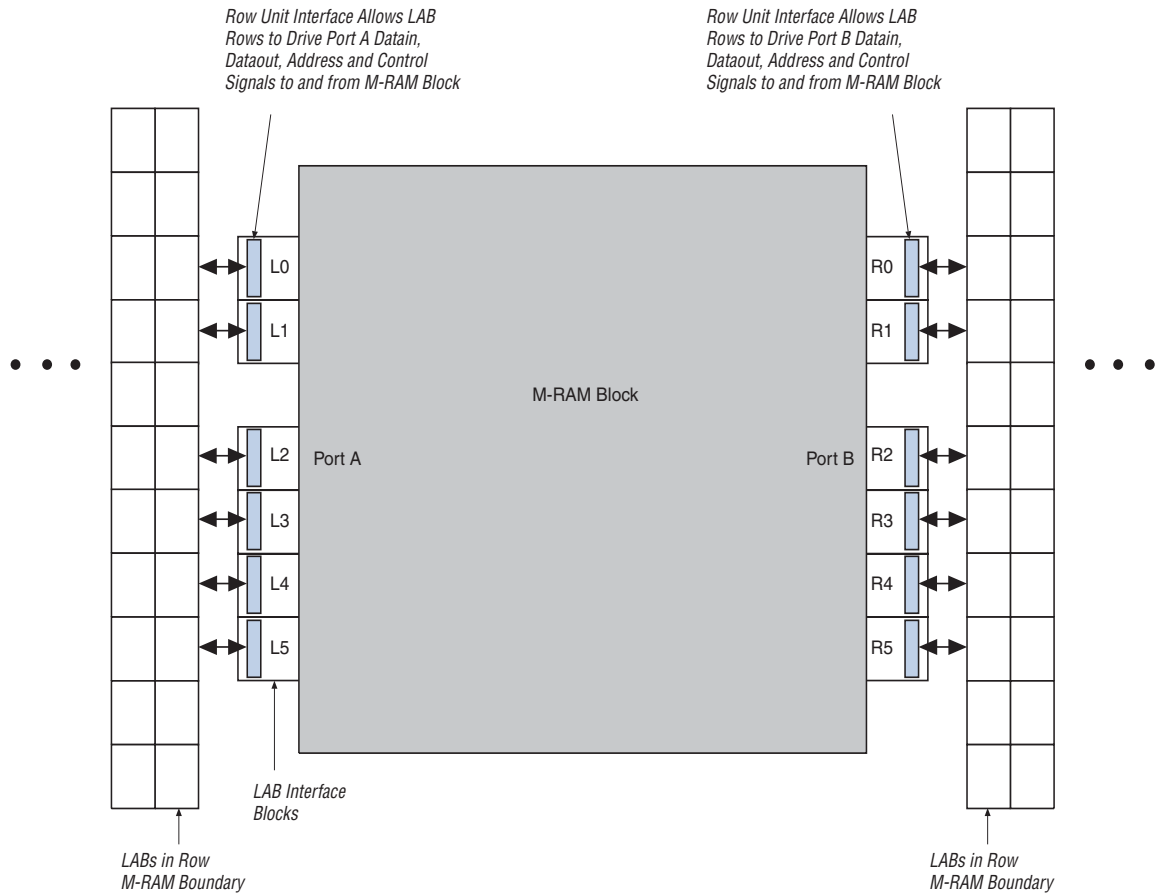 Row Unit Interface Allows LAB
Rows to Drive Port A Datain,
Dataout, Address and Control
Signals to and from M-RAM Block
Row Unit Interface Allows LAB
Rows to Drive Port B Datain,
Dataout, Address and Control
Signals to and from M-RAM Block
L0
R0
L1
R1
M-RAM Block
L2
Port A
Port B
R2
L3
R3
L4
R4
L5
R5
LAB Interface
Blocks
LABs in Row
M-RAM Boundary
LABs in Row
M-RAM Boundary